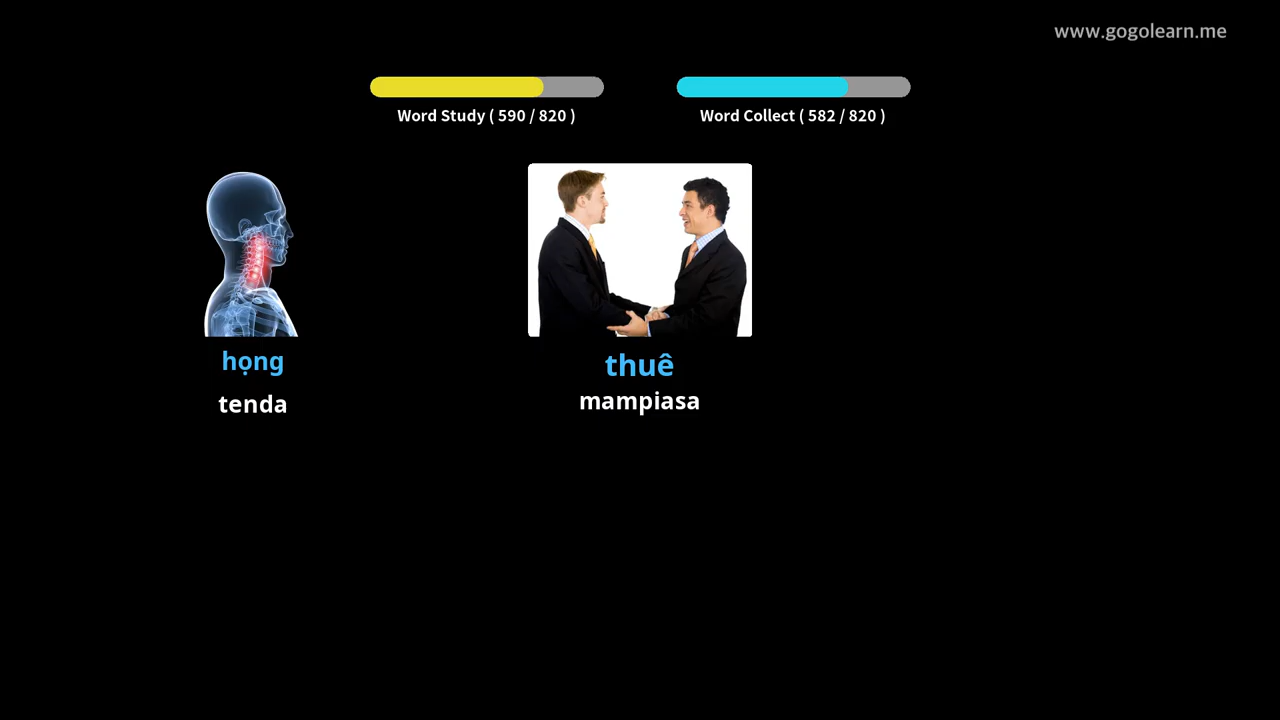 www.gogolearn.me
Word Study ( 590 / 820 )
Word Collect ( 582 / 820 )
họng
tenda
thuê
mampiasa